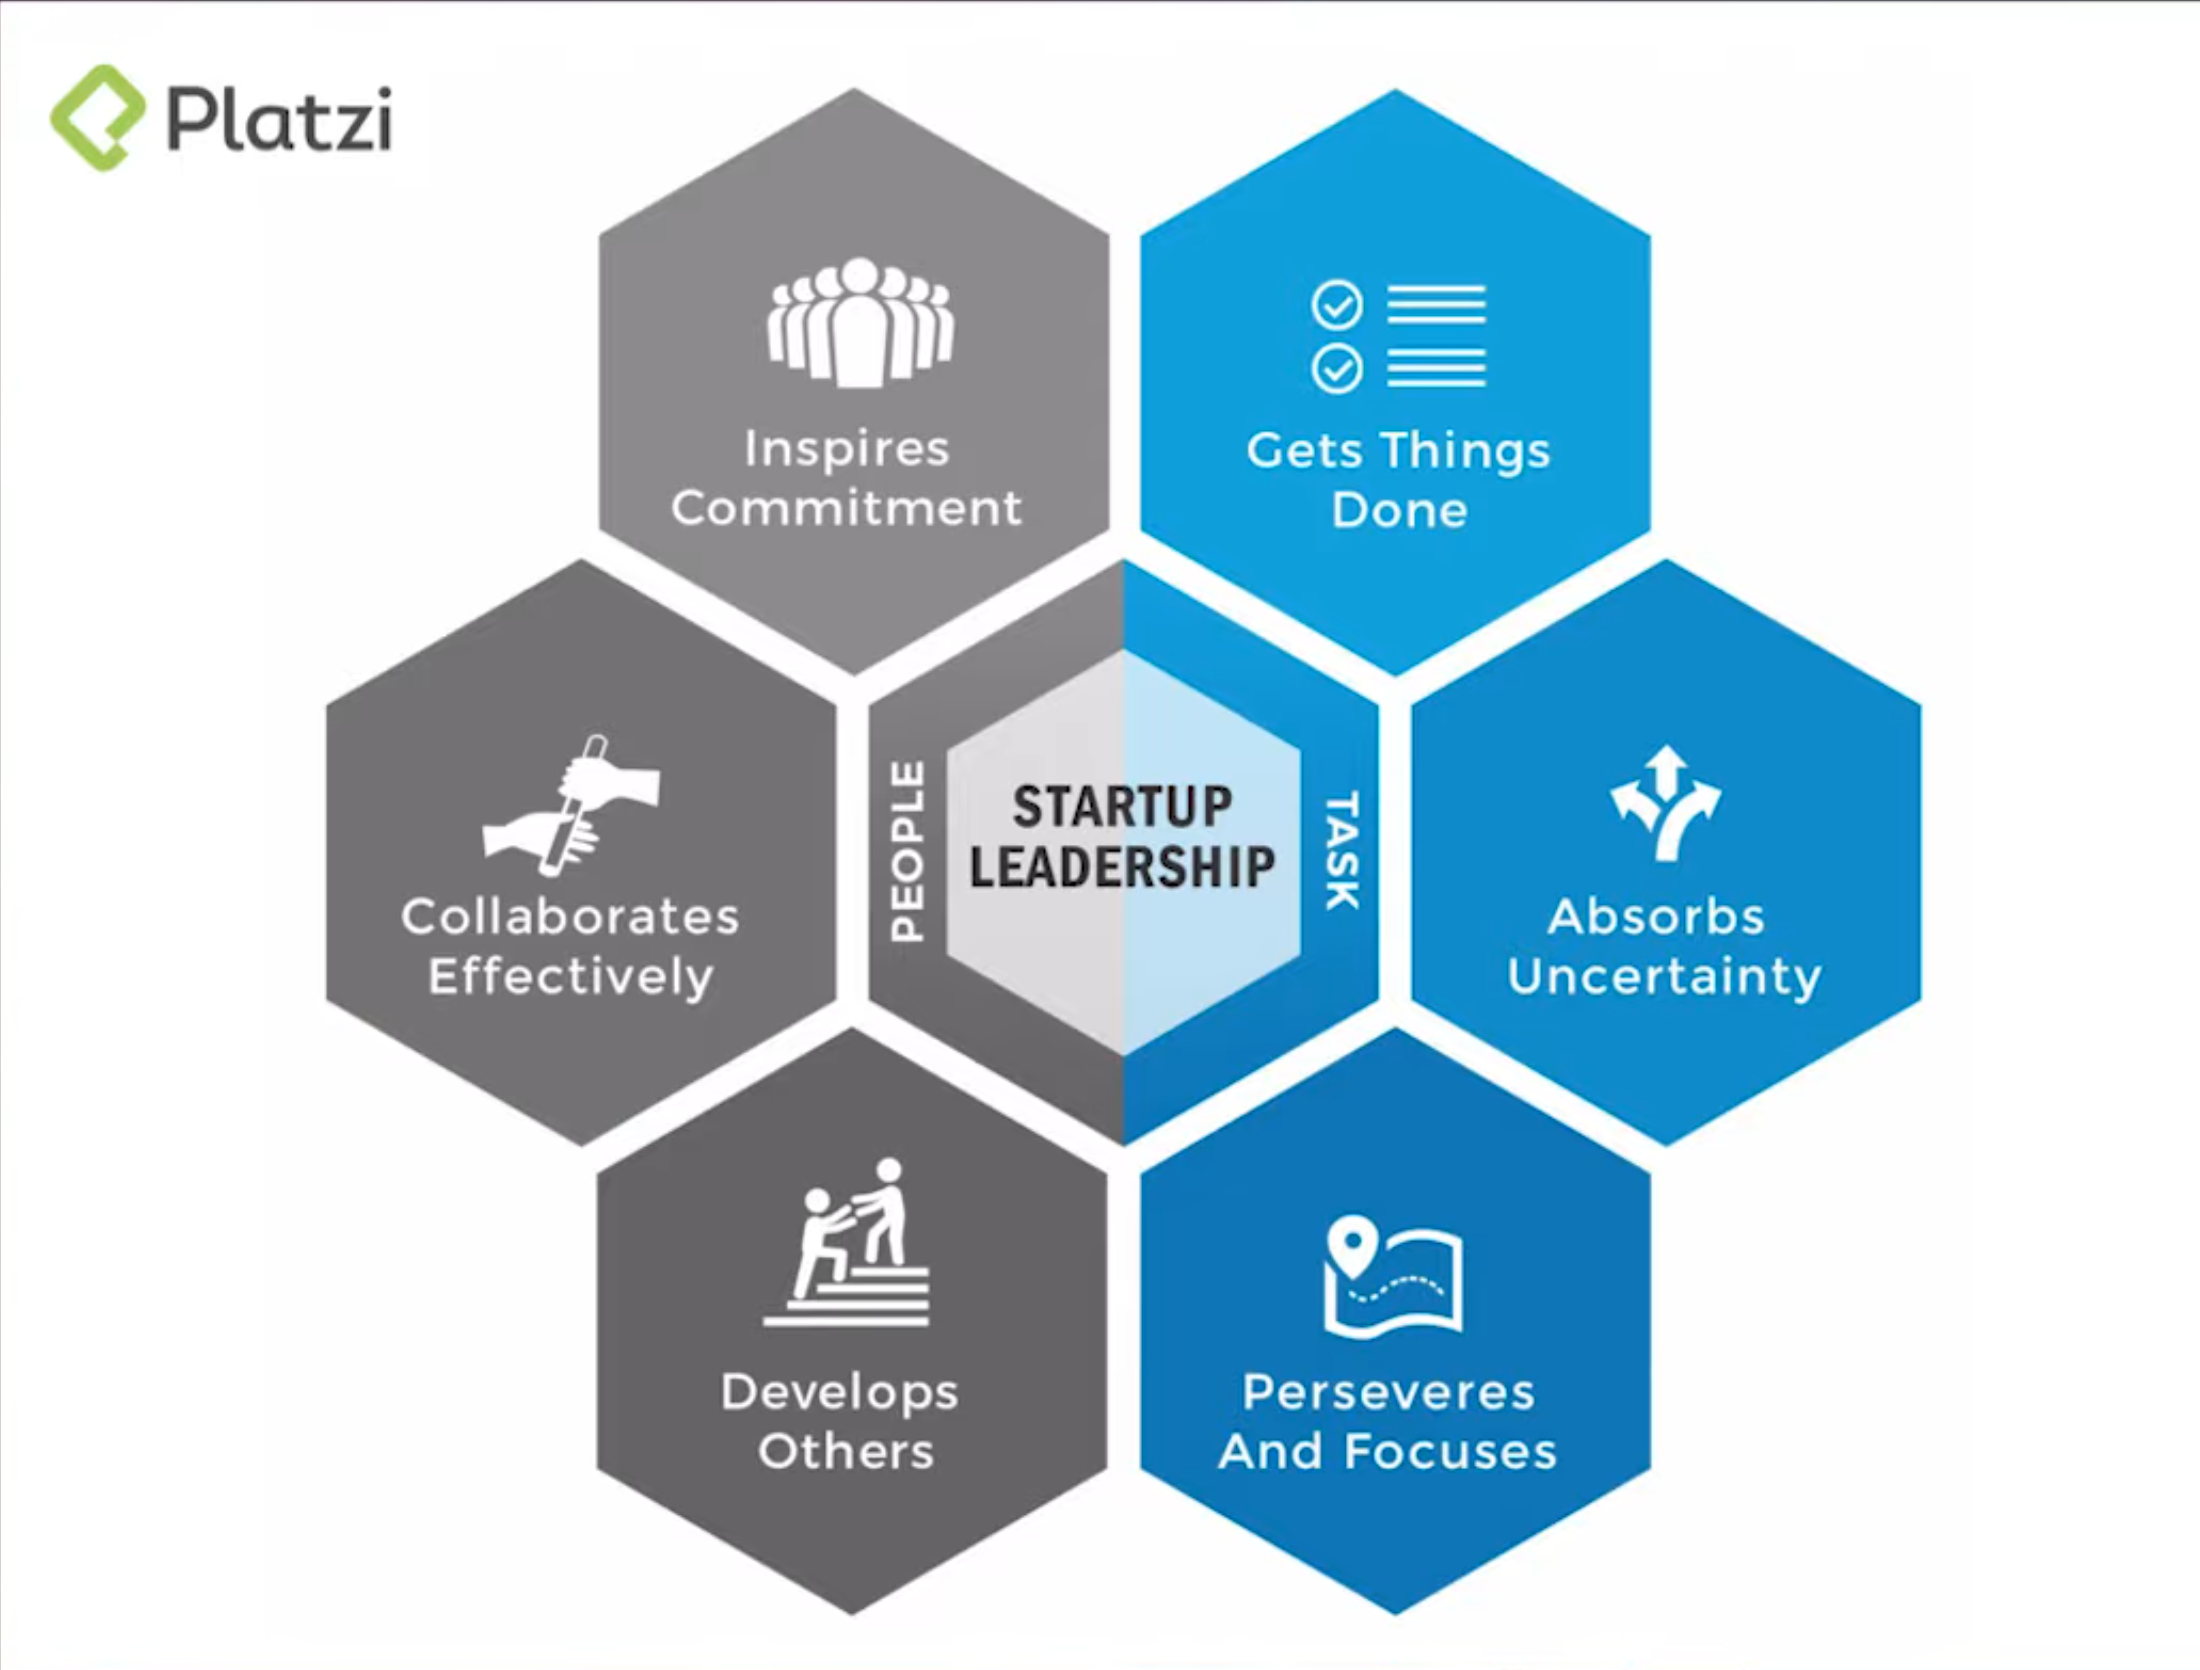 Platzi
Inspires
Commitment
Gets Things
Done
Collaborates
Effectively
PEOPLE
STARTUP
LEADERSHIP
TASK
Absorbs
Uncertainty
Develops
Others
Perseveres
And Focuses